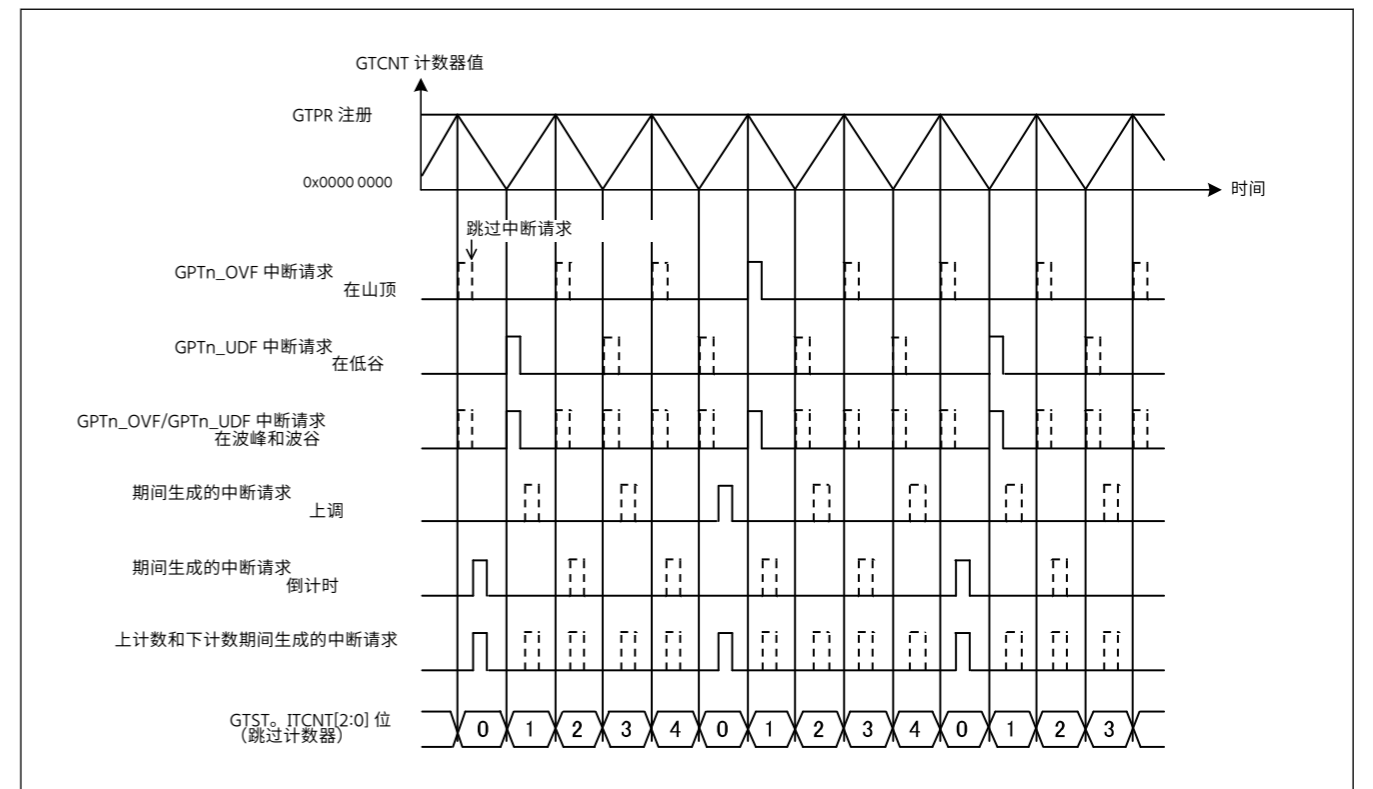 GTCNT 计数器值
GTPR 注册
0x0000 0000
时间
跳过中断请求
GPTn_OVF 中断请求
在山顶
GPTn_UDF 中断请求
在低谷
GPTn_OVF/GPTn_UDF 中断请求
在波峰和波谷
期间生成的中断请求
上调
期间生成的中断请求
倒计时
上计数和下计数期间生成的中断请求
GTST。ITCNT[2:0] 位
（跳过计数器）
0 1 2 3 4 0 1 2 3 4 0 1 2 3